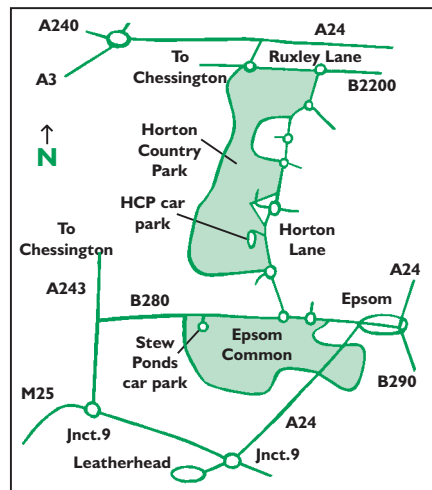 A240
A24
To
Chessington
Ruxley Lane
A3
B2200
N
Horton
Country
Park
HCP car
park
Horton
Lane
To
Chessington
A243
A24
B280
Epsom
Stew
Ponds
car park
Epsom
Common
B290
M25
A24
Jnct.9
Jnct.9
Leatherhead